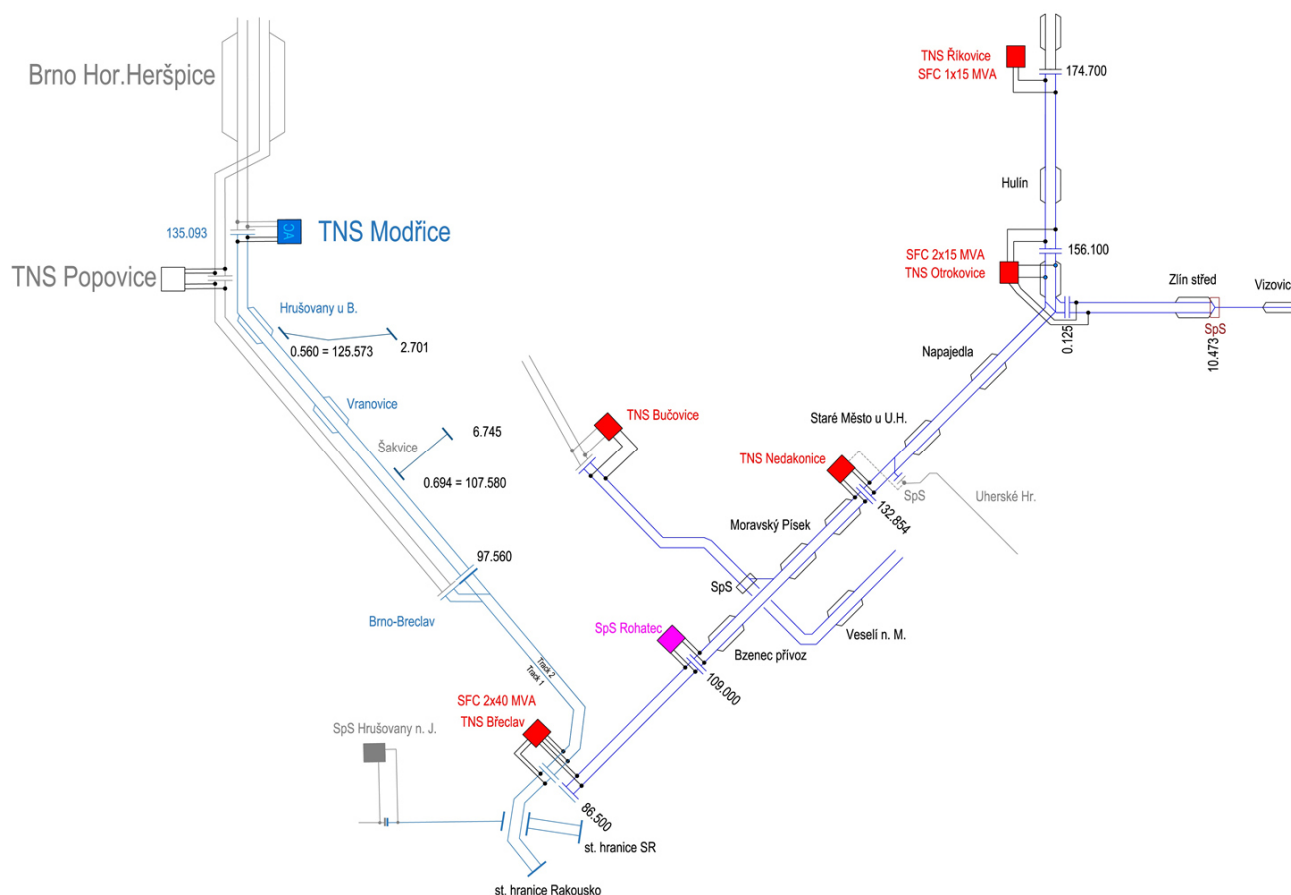 Brno Hor.Heršpice
TNS Říkovice
SFC 1x15 MVA
174.700
Hulín
135.093
AC
TNS Modřice
TNS Popovice
SFC 2x15 MVA
TNS Otrokovice
156.100
Zlín střed
Vizovic
SpS
10.473
0.125
Hrušovany u B.
0.560 = 125.573
2.701
Napajedla
Vranovice
Šakvice
6.745
0.694 = 107.580
TNS Bučovice
Staré Město u U.H.
TNS Nedakonice
SpS
Uherské Hr.
132.854
Moravský Písek
97.560
SpS
Brno-Breclav
SpS Rohatec
Veselí n. M.
Bzenec přívoz
109.000
Track 2
Track 1
SFC 2x40 MVA
TNS Břeclav
SpS Hrušovany n. J.
86.500
st. hranice SR
st. hranice Rakousko